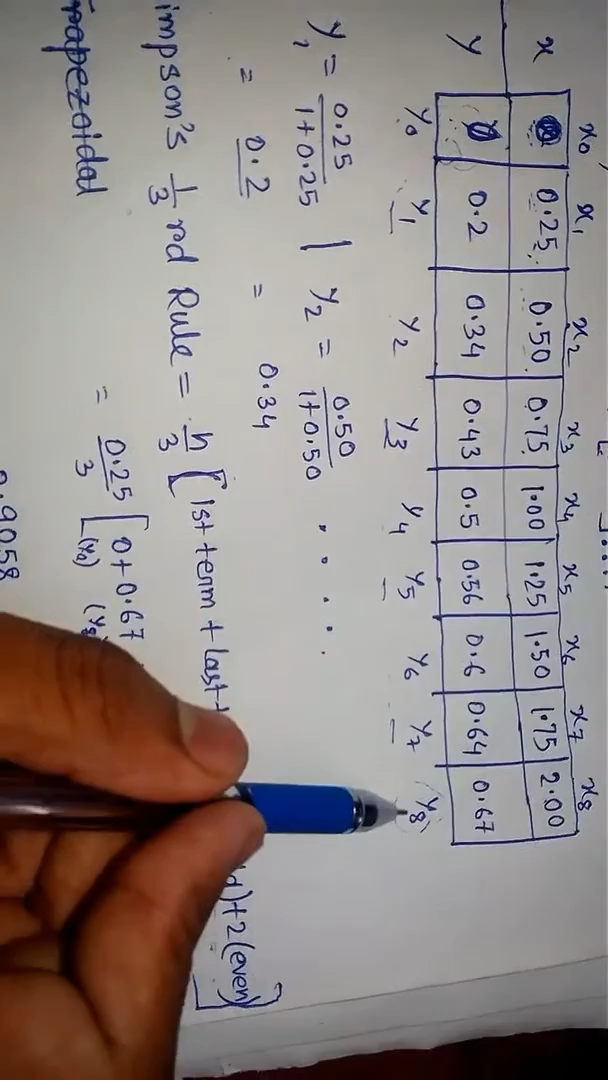 x0 x1 x2 x3 x4 x5 x6 x7 x8
x 0 0.25 0.50 0.75 1.00 1.25 1.50 1.75 2.00
y 0 0.2 0.34 0.43 0.5 0.56 0.6 0.64 0.67
y0 y1 y2 y3 y4 y5 y6 y7 (y8)
y1 = 0.25/1+0.25 | y2 = 0.50/1+0.50 , . . . .
= 0.2 = 0.34
impson's 1/3 rd Rule = h/3 [1st term + last )+2(even)]
= 0.25/3 [0+0.67
(y0) (y8
Trapezoidal
0.9058